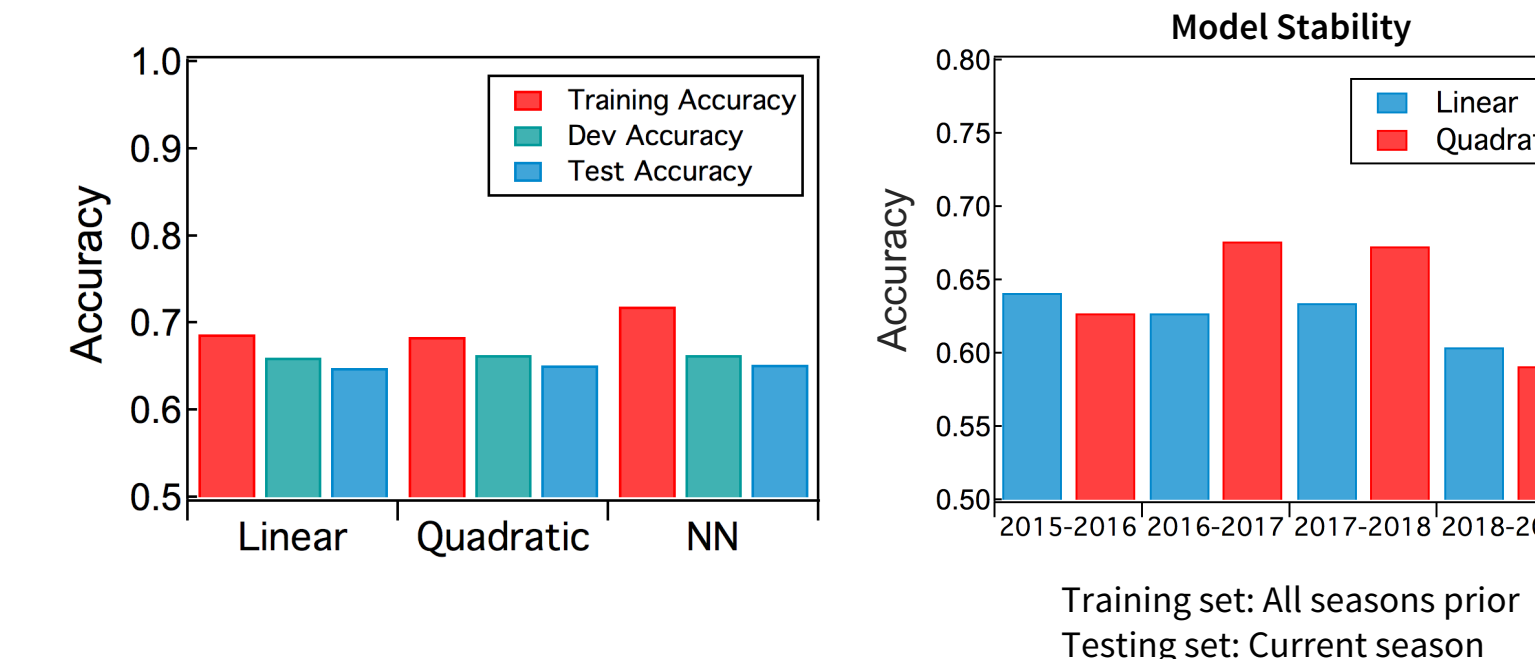 1.0
0.9
0.8
0.7
0.6
0.5
Accuracy
Training Accuracy
Dev Accuracy
Test Accuracy
Linear Quadratic NN
Model Stability
0.80
0.75
0.70
0.65
0.60
0.55
0.50
Accuracy
Linear
2015-2016 2016-2017 2017-2018
Training set: All seasons prior
Testing set: Current season